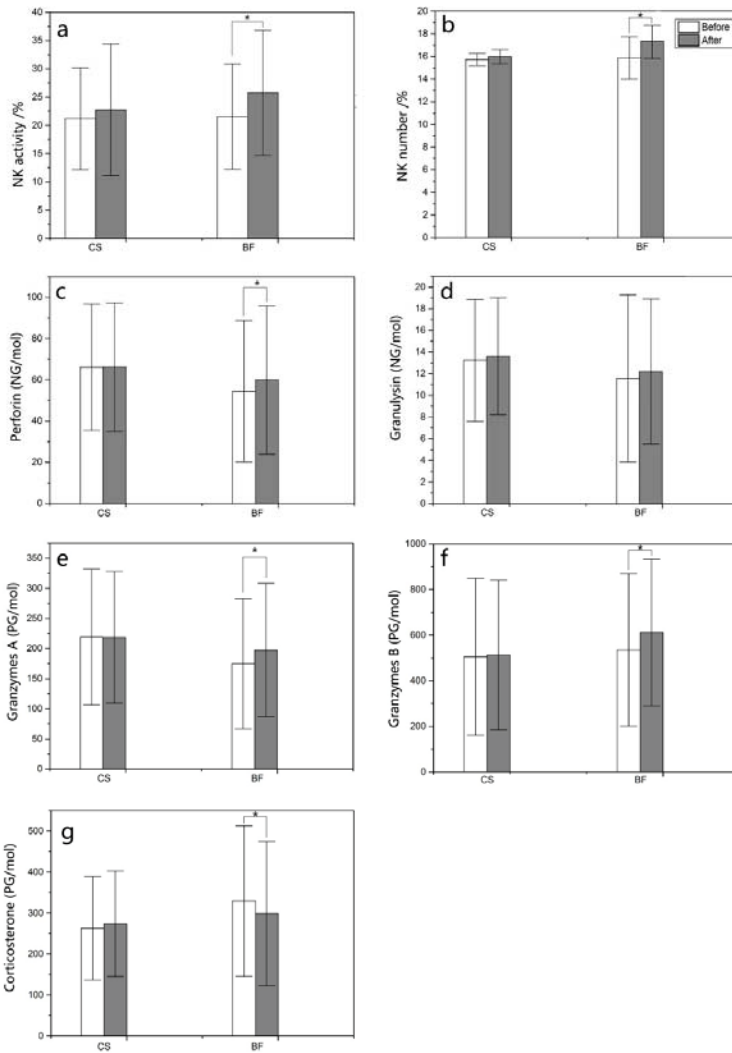 a
*
NK activity /%
45
40
35
30
25
20
15
10
5
0
CS
BF
b
*
Before
After
NK number /%
20
18
16
14
12
10
8
6
4
2
0
CS
BF
c
*
Perforin (NG/mol)
100
80
60
40
20
0
CS
BF
d
Granulysin (NG/mol)
20
18
16
14
12
10
8
6
4
2
0
CS
BF
e
*
Granzymes A (PG/mol)
350
300
250
200
150
100
50
0
CS
BF
f
*
Granzymes B (PG/mol)
1000
800
600
400
200
0
CS
BF
g
*
Corticosterone (PG/mol)
500
400
300
200
100
0
CS
BF